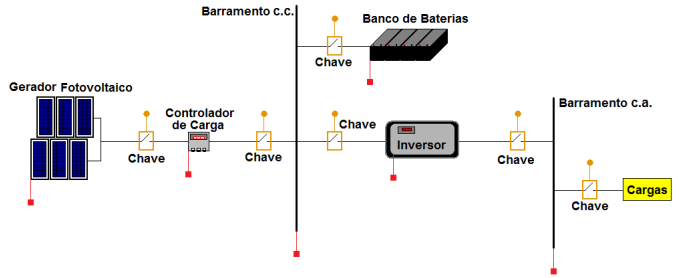 Barramento c.c.
Banco de Baterias
Chave
Gerador Fotovoltaico
Controlador
de Carga
Chave
Chave
Chave
Inversor
Barramento c.a.
Chave
Cargas
Chave